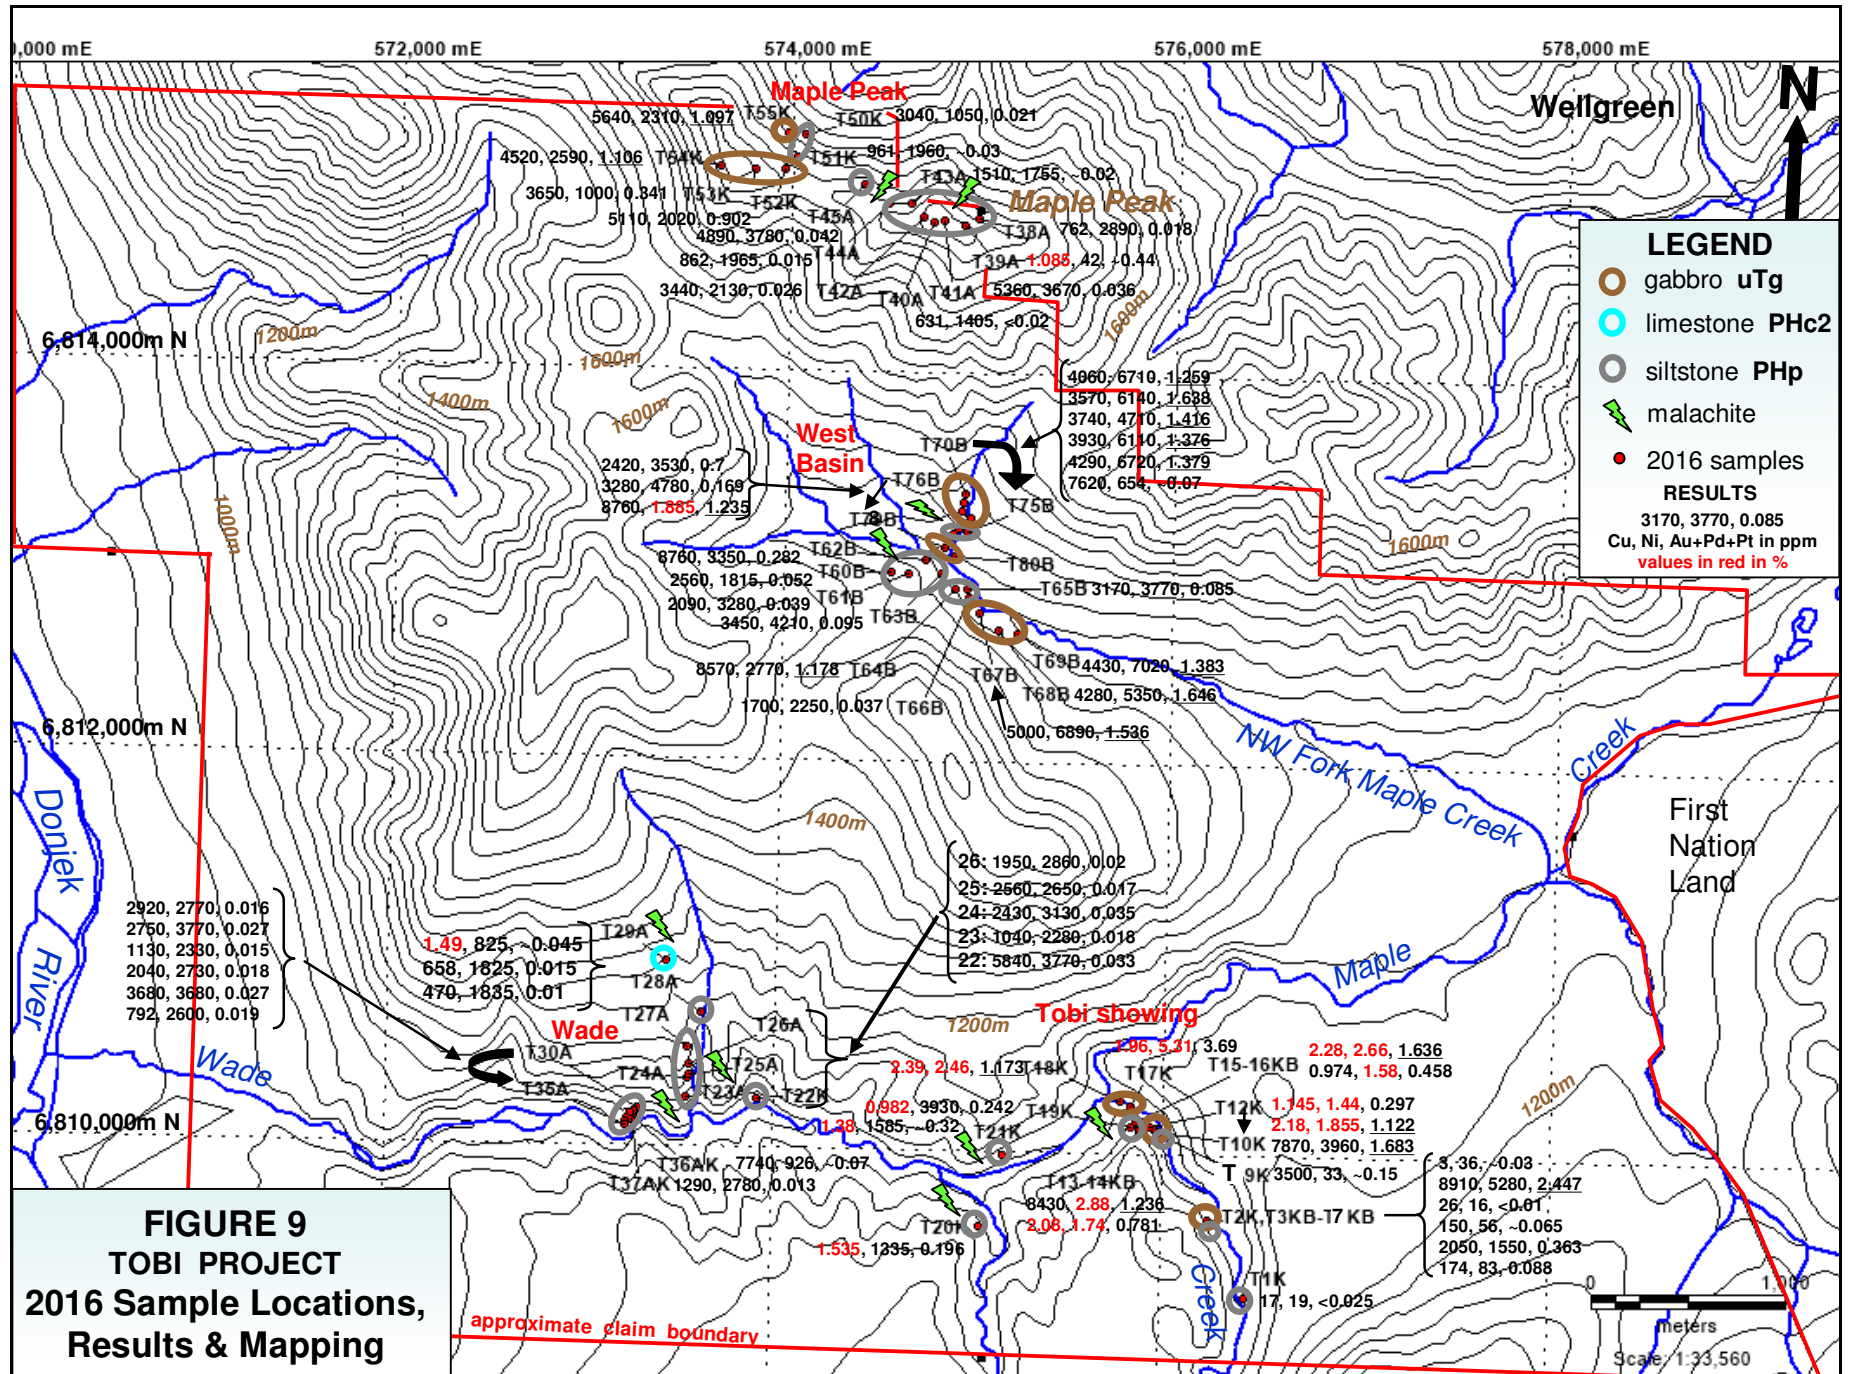 0,000 mE
572,000 mE
574,000 mE
576,000 mE
578,000 mE
N
Wellgreen
Maple Peak
5640, 2310, 1.097
T55K
T50K
3040, 1050, 0.021
T51K
961, 1960, ~0.03
4520, 2590, 1.106
T54K
T43A
1510, 1755, ~0.02
3650, 1000, 0.341
T53K
T52K
Maple Peak
5110, 2020, 0.902
T45A
T38A
762, 2890, 0.018
4890, 3780, 0.042
T44A
862, 1965, 0.015
T39A
1.085, 42, ~0.44
3440, 2130, 0.026
T42A
T40A
T41A
5360, 3670, 0.036
631, 1405, <0.02
1600m
LEGEND
gabbro uTg
limestone PHc2
siltstone PHp
malachite
2016 samples
RESULTS
3170, 3770, 0.085
Cu, Ni, Au+Pd+Pt in ppm
values in red in %
6,814,000m N
1200m
1600m
1400m
1600m
1000m
1600m
4060, 6710, 1.259
3570, 6140, 1.638
3740, 4710, 1.416
3930, 6110, 1.376
4290, 6720, 1.379
7620, 654, ~0.07
West
Basin
T70B
T76B
T75B
2420, 3530, 0.7
3280, 4780, 0.169
8760, 1.885, 1.235
T62B
T80B
8760, 3350, 0.282
T60B
2560, 1815, 0.052
T61B
T65B
3170, 3770, 0.085
2090, 3280, 0.039
T63B
3450, 4210, 0.095
T69B
4430, 7020, 1.383
8570, 2770, 1.178
T64B
T67B
T68B
4280, 5350, 1.646
1700, 2250, 0.037
T66B
5000, 6890, 1.536
6,812,000m N
NW Fork Maple Creek
Creek
First
Nation
Land
Donjek
River
1400m
26: 1950, 2860, 0.02
25: 2560, 2650, 0.017
24: 2430, 3130, 0.035
23: 1040, 2280, 0.018
22: 5840, 3770, 0.033
2920, 2770, 0.016
2750, 3770, 0.027
1130, 2330, 0.015
2040, 2730, 0.018
3680, 3680, 0.027
792, 2600, 0.019
T29A
1.49, 825, ~0.045
658, 1825, 0.015
470, 1835, 0.01
T28A
T27A
T26A
Wade
Wade
T30A
T35A
T24A
T25A
T23A
T22K
1200m
Maple
Tobi showing
1.96, 5.31, 3.69
2.39, 2.46, 1.173
T18K
T17K
T15-16KB
2.28, 2.66, 1.636
0.974, 1.58, 0.458
1200m
0.982, 3930, 0.242
T19K
T12K
1.145, 1.44, 0.297
1.38, 1585, ~0.32
T21K
2.18, 1.855, 1.122
T10K
7870, 3960, 1.683
6,810,000m N
T36AK
7740, 926, ~0.07
T37AK
1290, 2780, 0.013
T 9K
3500, 33, ~0.15
T13-14KB
8430, 2.88, 1.236
2.08, 1.74, 0.781
T20K
1.535, 1335, 0.196
T2K,T3KB-T7 KB
3, 36, ~0.03
8910, 5280, 2.447
26, 16, <0.01
150, 56, ~0.065
2050, 1550, 0.363
174, 83, 0.088
Creek
T1K
17, 19, <0.025
0
1,000
meters
Scale: 1:33,560
approximate claim boundary
FIGURE 9
TOBI PROJECT
2016 Sample Locations,
Results & Mapping